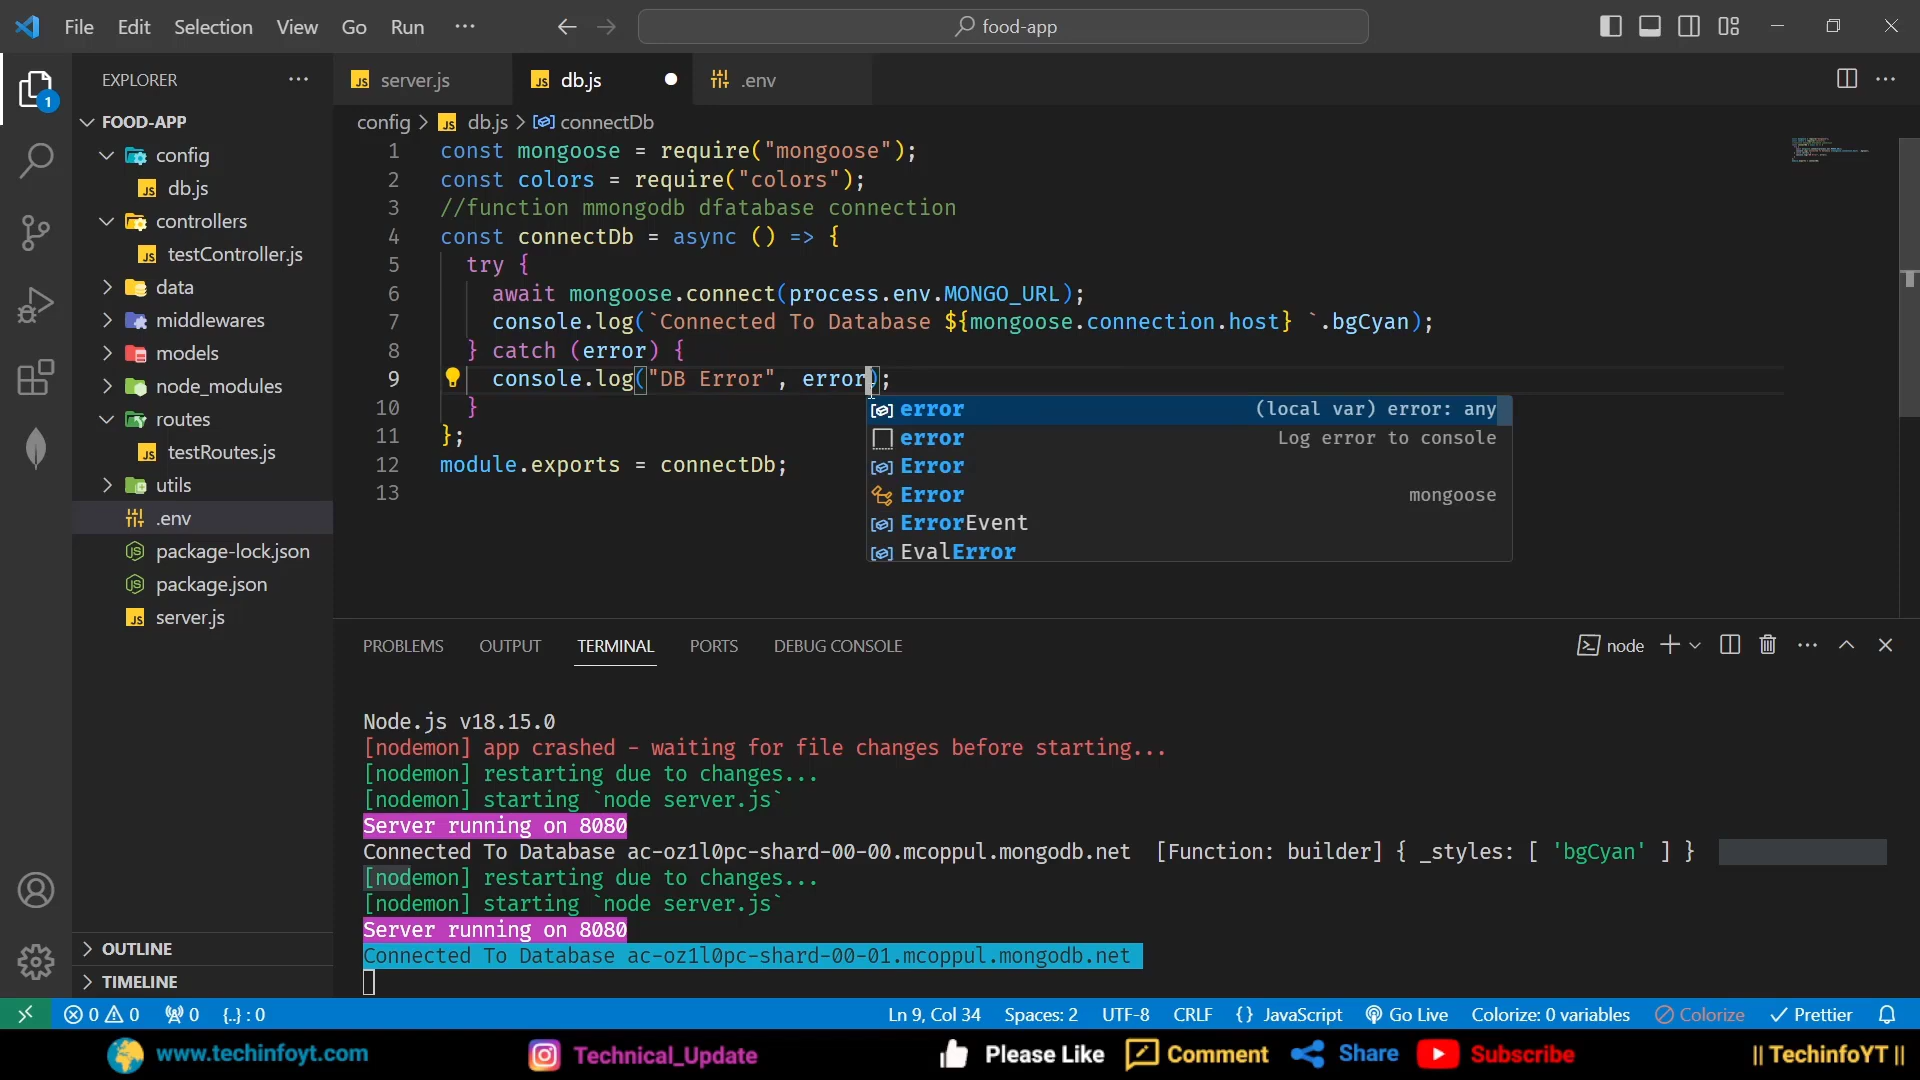 File Edit Selection View Go Run ··· food-app
EXPLORER ···
FOOD-APP
config
db.js
controllers
testController.js
data
middlewares
models
node_modules
routes
testRoutes.js
utils
.env
package-lock.json
package.json
server.js
OUTLINE
TIMELINE
1
server.js db.js .env
config > db.js > connectDb
1 const mongoose = require("mongoose");
2 const colors = require("colors");
3 //function mmongodb dfatabase connection
4 const connectDb = async () => {
5 try {
6 await mongoose.connect(process.env.MONGO_URL);
7 console.log(`Connected To Database ${mongoose.connection.host} `.bgCyan);
8 } catch (error) {
9 console.log("DB Error", error);
10 }
11 };
12 module.exports = connectDb;
13
error (local var) error: any
error Log error to console
Error
Error mongoose
ErrorEvent
EvalError
PROBLEMS OUTPUT TERMINAL PORTS DEBUG CONSOLE node
Node.js v18.15.0
[nodemon] app crashed - waiting for file changes before starting...
[nodemon] restarting due to changes...
[nodemon] starting `node server.js`
Server running on 8080
Connected To Database ac-oz1l0pc-shard-00-00.mcoppul.mongodb.net [Function: builder] { _styles: [ 'bgCyan' ] }
[nodemon] restarting due to changes...
[nodemon] starting `node server.js`
Server running on 8080
Connected To Database ac-oz1l0pc-shard-00-01.mcoppul.mongodb.net
0 0 0 {..} : 0 Ln 9, Col 34 Spaces: 2 UTF-8 CRLF {} JavaScript Go Live Colorize: 0 variables Colorize Prettier
www.techinfoyt.com Technical_Update Please Like Comment Share Subscribe || TechinfoYT ||